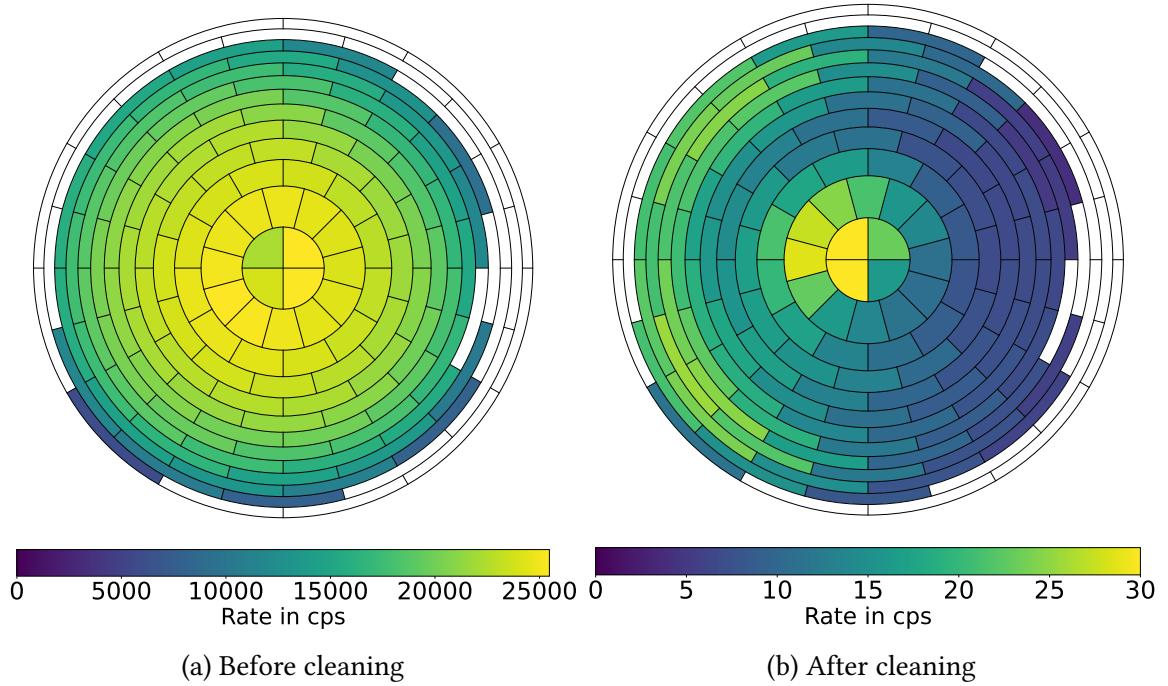 0 5000 10000 15000 20000 25000
Rate in cps
(a) Before cleaning
0 5 10 15 20 25 30
Rate in cps
(b) After cleaning